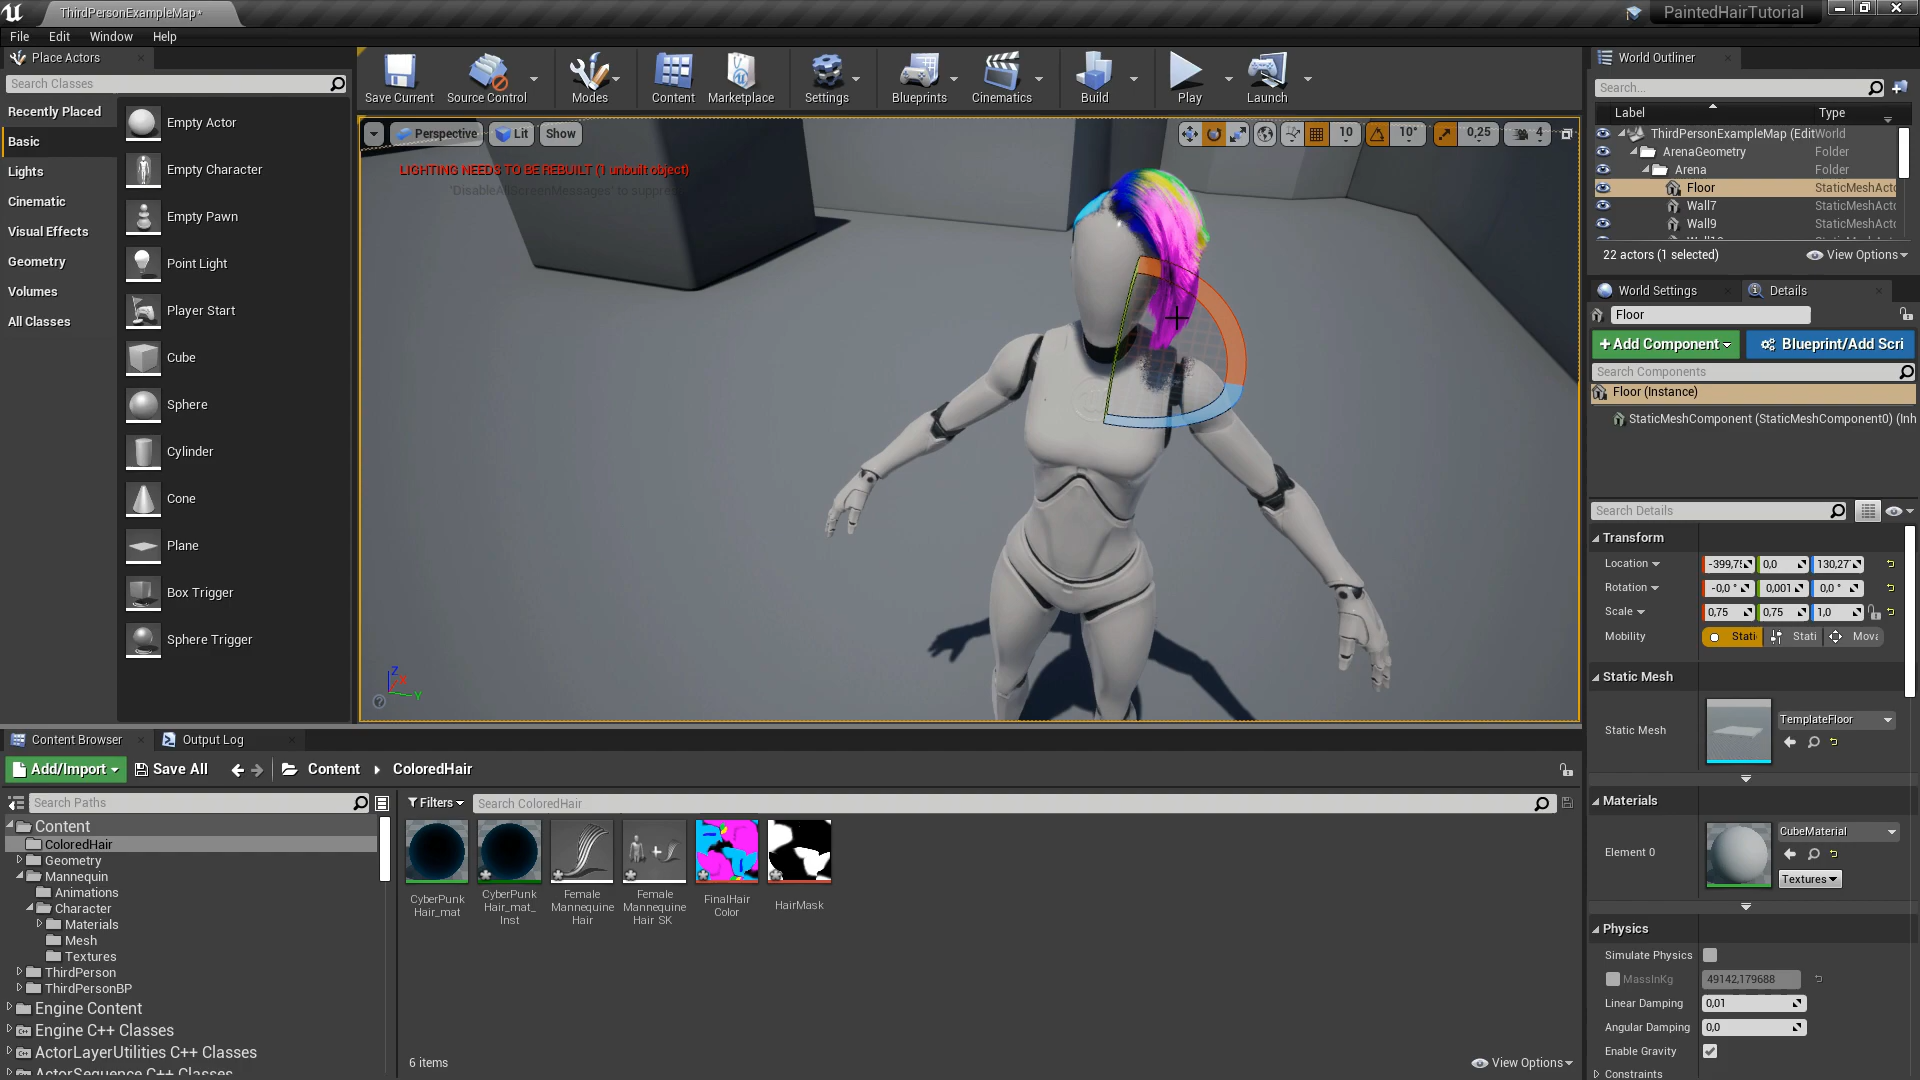 ThirdPersonExampleMap*
PaintedHairTutorial
File Edit Window Help
Place Actors
Search Classes
Recently Placed
Basic
Lights
Cinematic
Visual Effects
Geometry
Volumes
All Classes
Empty Actor
Empty Character
Empty Pawn
Point Light
Player Start
Cube
Sphere
Cylinder
Cone
Plane
Box Trigger
Sphere Trigger
Save Current
Source Control
Modes
Content
Marketplace
Settings
Blueprints
Cinematics
Build
Play
Launch
Perspective Lit Show
10 10° 0,25 4
LIGHTING NEEDS TO BE REBUILT (1 unbuilt object)
'DisableAllScreenMessages' to suppress
Z X Y
World Outliner
Search...
Label Type
ThirdPersonExampleMap (Edit World
ArenaGeometry Folder
Arena Folder
Floor StaticMeshActo
Wall7 StaticMeshActo
Wall9 StaticMeshActo
22 actors (1 selected) View Options
World Settings Details
Floor
+Add Component Blueprint/Add Scri
Search Components
Floor (Instance)
StaticMeshComponent (StaticMeshComponent0) (Inh
Search Details
Transform
Location 0,0
Rotation -0,0 ° 0,001 0,0 °
Scale 0,75 0,75 1,0
Mobility Stati Stati Mova
Static Mesh
Static Mesh TemplateFloor
Materials
Element 0 CubeMaterial
Textures
Physics
Simulate Physics
MassInKg 49142,179688
Linear Damping 0,01
Angular Damping 0,0
Enable Gravity
Constraints
Content Browser Output Log
Add/Import Save All Content ColoredHair
Search Paths
Filters Search ColoredHair
Content
ColoredHair
Geometry
Mannequin
Animations
Character
Materials
Mesh
Textures
ThirdPerson
ThirdPersonBP
Engine Content
Engine C++ Classes
ActorLayerUtilities C++ Classes
ActorSequence C++ Classes
CyberPunk
Hair_mat
CyberPunk
Hair_mat_
Inst
Female
Mannequine
Hair
Female
Mannequine
Hair_SK
FinalHair
Color
HairMask
6 items View Options